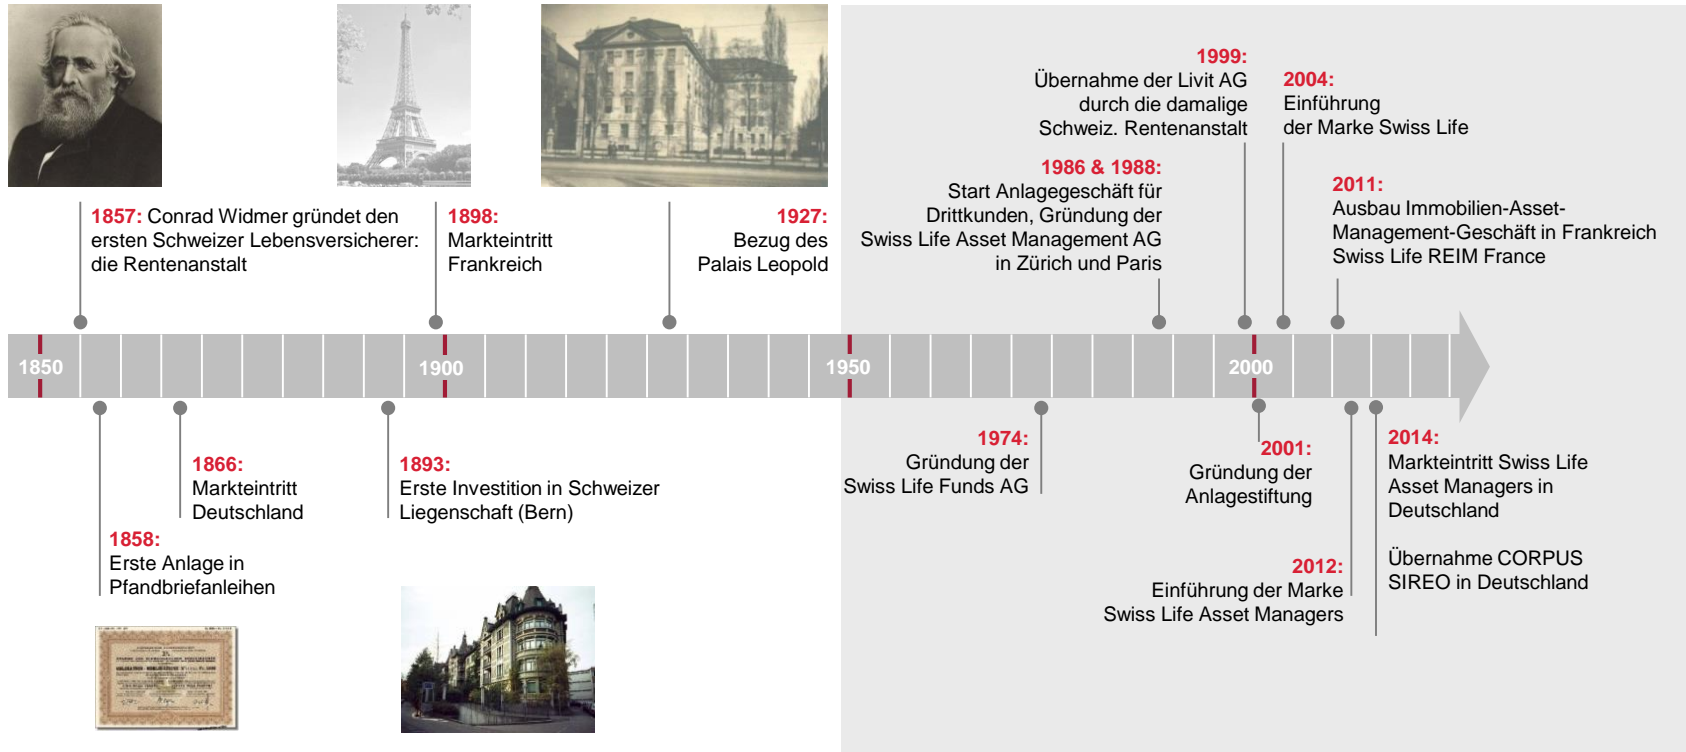 1857: Conrad Widmer gründet den
ersten Schweizer Lebensversicherer:
die Rentenanstalt
1898:
Markteintritt
Frankreich
1927:
Bezug des
Palais Leopold
1986 & 1988:
Start Anlagegeschäft für
Drittkunden, Gründung der
Swiss Life Asset Management AG
in Zürich und Paris
1999:
Übernahme der Livit AG
durch die damalige
Schweiz. Rentenanstalt
2004:
Einführung
der Marke Swiss Life
2011:
Ausbau Immobilien-Asset-
Management-Geschäft in Frankreich
Swiss Life REIM France
1850
1900
1950
2000
1858:
Erste Anlage in
Pfandbriefanleihen
1866:
Markteintritt
Deutschland
1893:
Erste Investition in Schweizer
Liegenschaft (Bern)
1974:
Gründung der
Swiss Life Funds AG
2001:
Gründung der
Anlagestiftung
2012:
Einführung der Marke
Swiss Life Asset Managers
2014:
Markteintritt Swiss Life
Asset Managers in
Deutschland
Übernahme CORPUS
SIREO in Deutschland